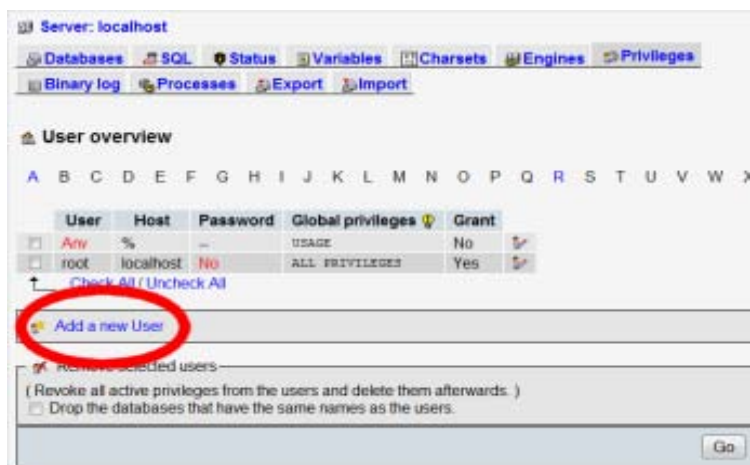 Server: localhost
Databases SQL Status Variables Charsets Engines Privileges
Binary log Processes Export Import
User overview
A B C D E F G H I J K L M N O P Q R S T U V W X
User Host Password Global privileges Grant
Any % -- USAGE No
root localhost No ALL PRIVILEGES Yes
Check All / Uncheck All
Add a new User
Remove selected users
( Revoke all active privileges from the users and delete them afterwards. )
Drop the databases that have the same names as the users.
Go